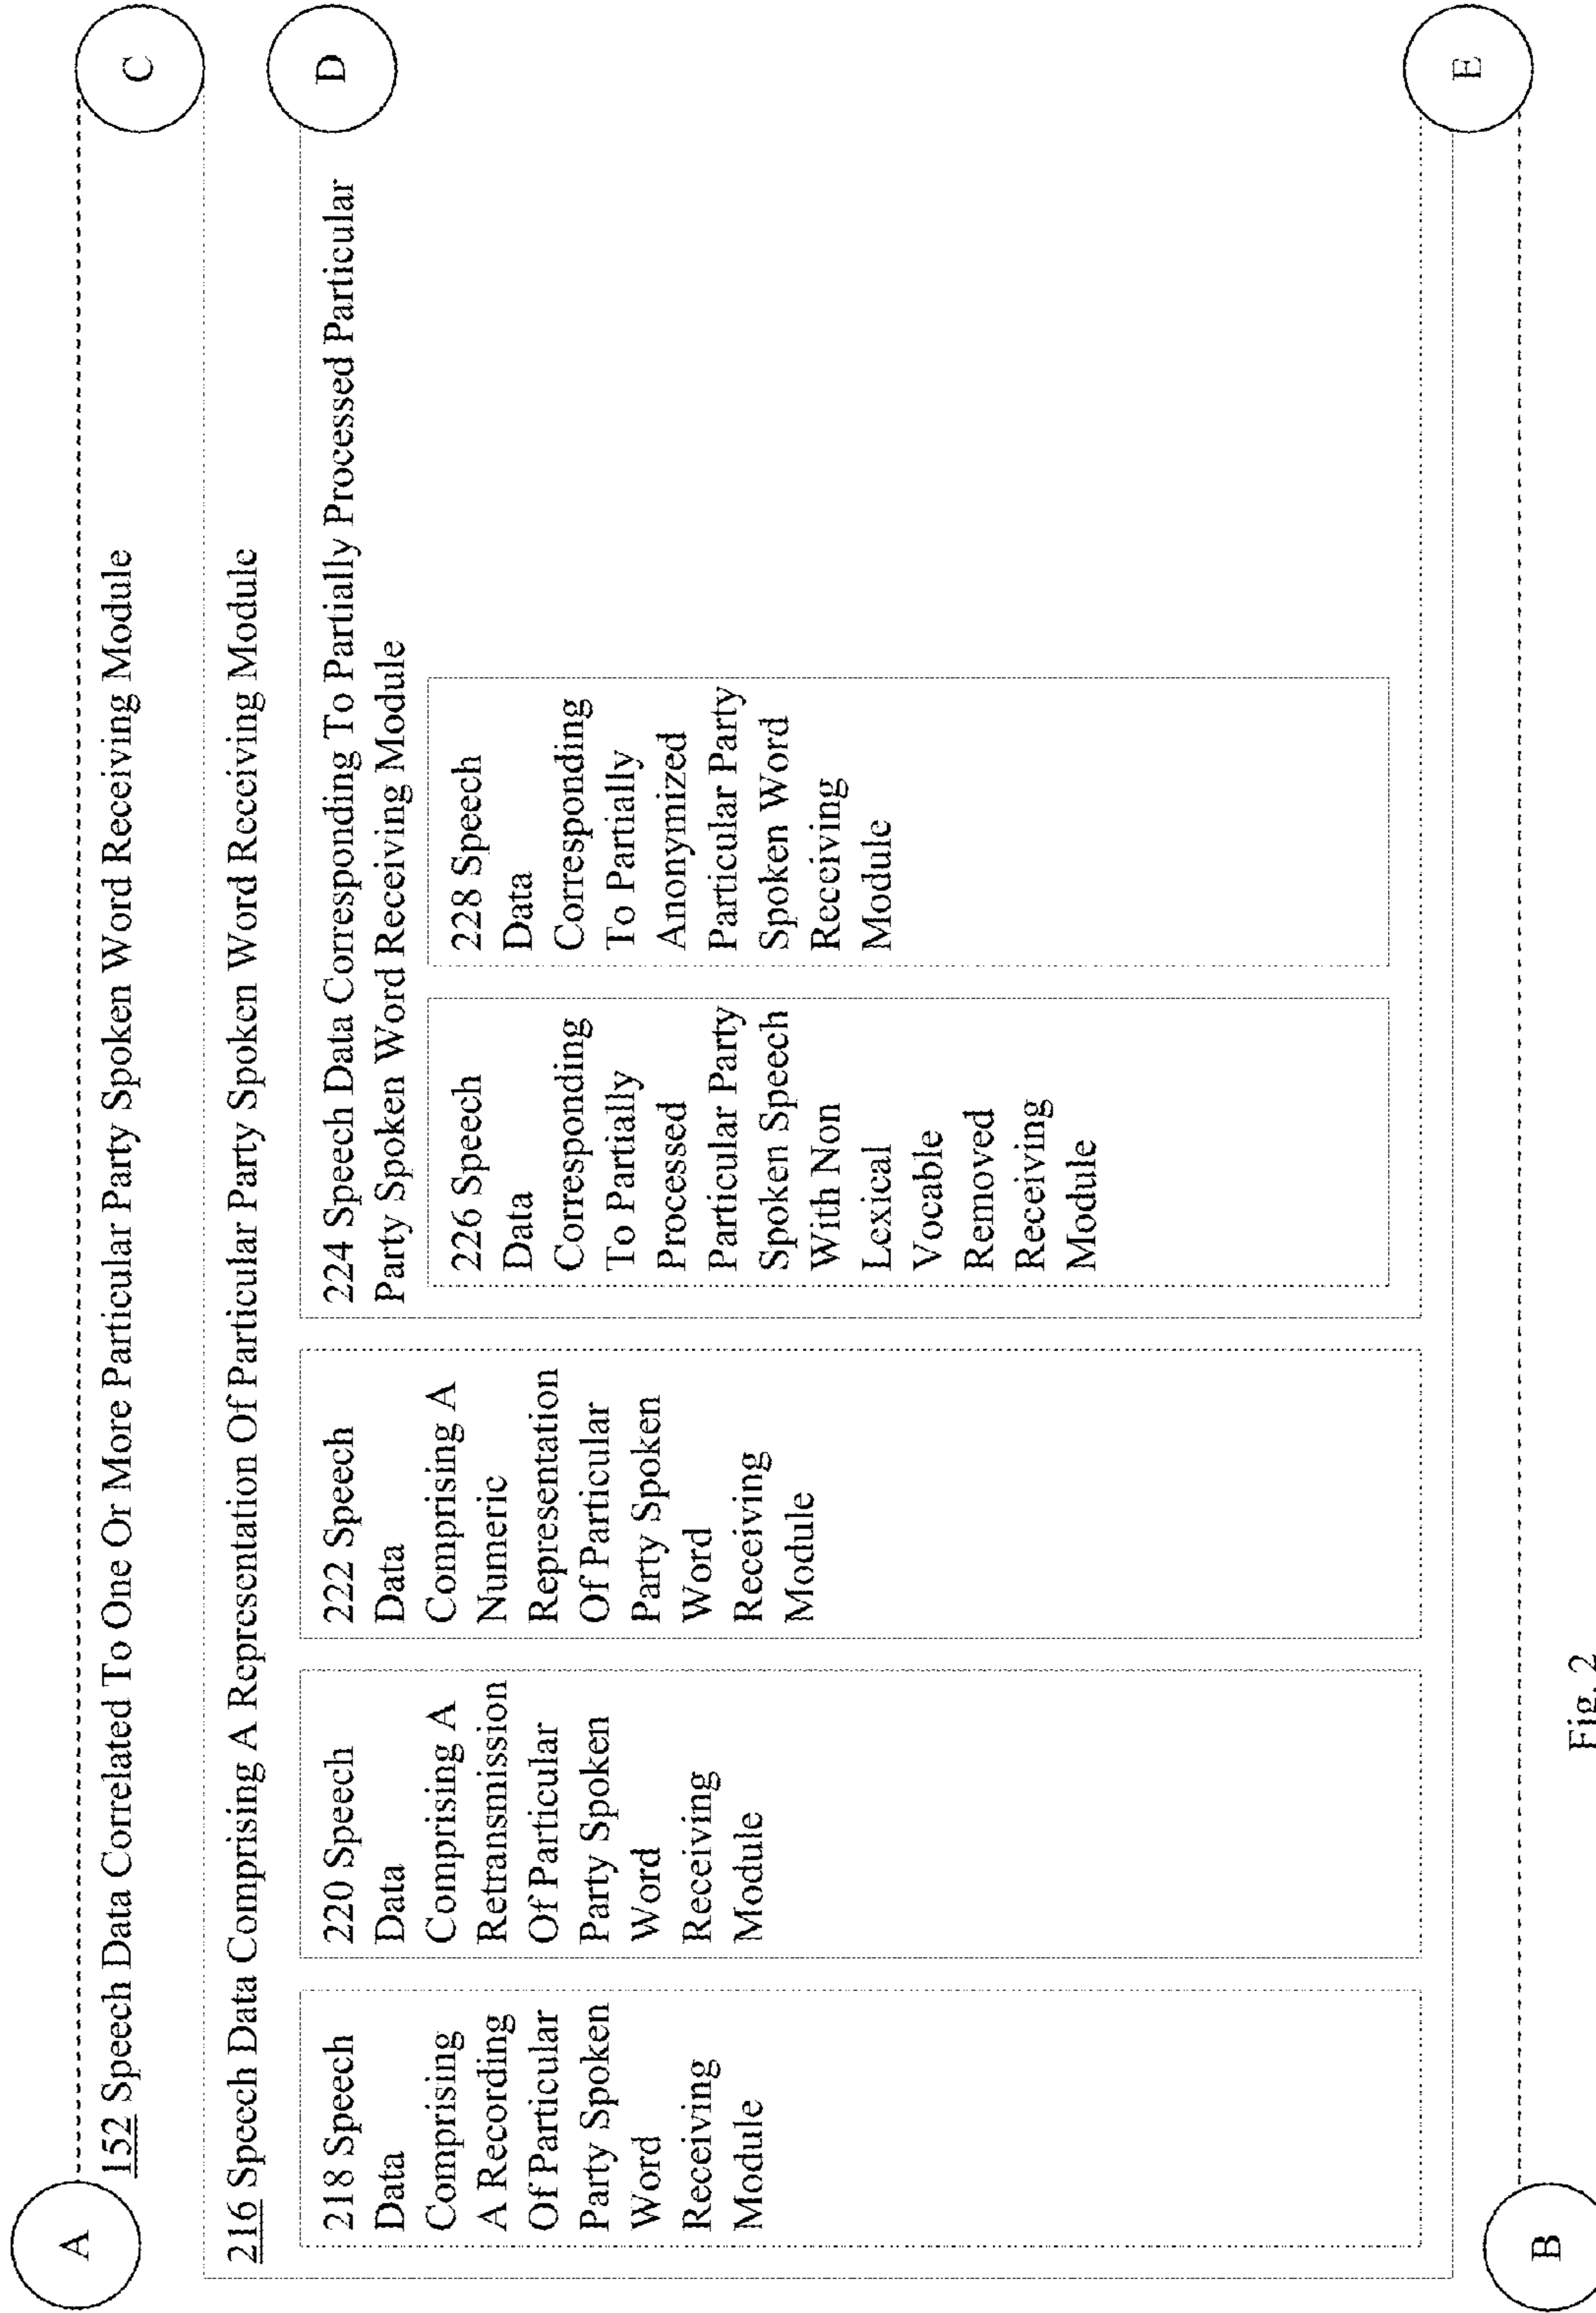 A
C
152 Speech Data Correlated To One Or More Particular Party Spoken Word Receiving Module
216 Speech Data Comprising A Representation Of Particular Party Spoken Word Receiving Module
D
218 Speech
Data
Comprising
A Recording
Of Particular
Party Spoken
Word
Receiving
Module
220 Speech
Data
Comprising A
Retransmission
Of Particular
Party Spoken
Word
Receiving
Module
222 Speech
Data
Comprising A
Numeric
Representation
Of Particular
Party Spoken
Word
Receiving
Module
224 Speech Data Corresponding To Partially Processed Particular
Party Spoken Word Receiving Module
226 Speech
Data
Corresponding
To Partially
Processed
Particular Party
Spoken Speech
With Non
Lexical
Vocable
Removed
Receiving
Module
228 Speech
Data
Corresponding
To Partially
Anonymized
Particular Party
Spoken Word
Receiving
Module
B
E
Fig. 2